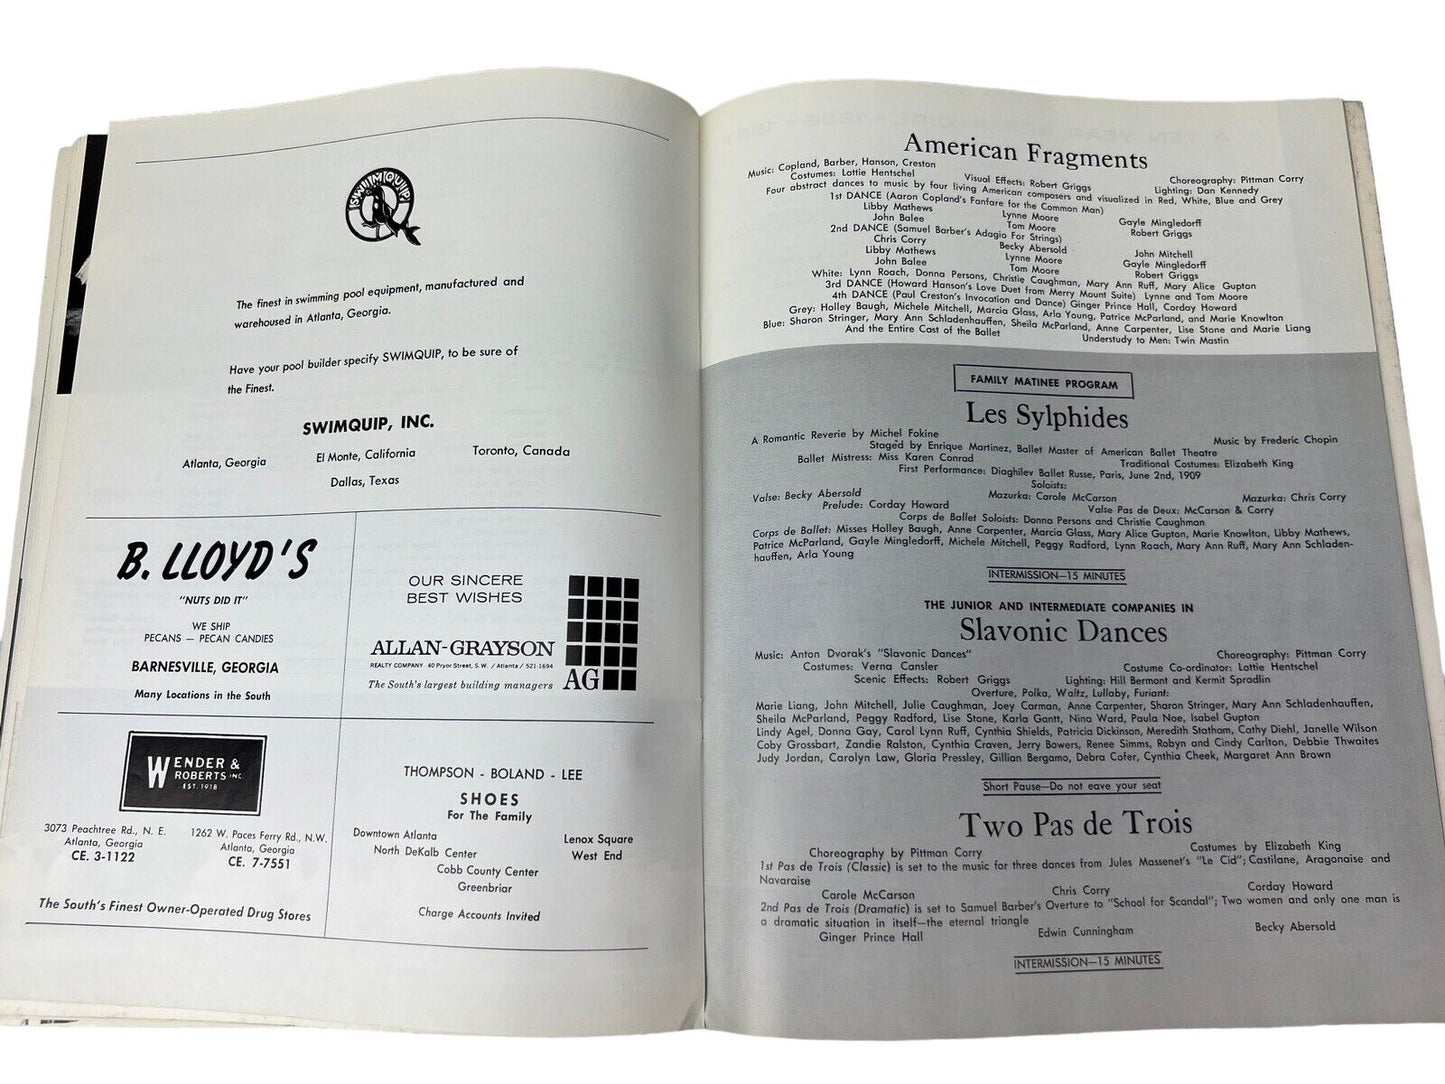 SWIMQUIP
The finest in swimming pool equipment, manufactured and
warehoused in Atlanta, Georgia.
Have your pool builder specify SWIMQUIP, to be sure of
the Finest.
SWIMQUIP, INC.
Atlanta, Georgia El Monte, California Toronto, Canada
Dallas, Texas
B. LLOYD'S
"NUTS DID IT"
WE SHIP
PECANS — PECAN CANDIES
BARNESVILLE, GEORGIA
Many Locations in the South
OUR SINCERE
BEST WISHES
ALLAN-GRAYSON
REALTY COMPANY 40 Pryor Street, S.W. / Atlanta / 521-1694
The South's largest building managers
AG
WENDER &
ROBERTS INC.
EST. 1918
3073 Peachtree Rd., N. E. 1262 W. Paces Ferry Rd., N.W.
Atlanta, Georgia Atlanta, Georgia
CE. 3-1122 CE. 7-7551
The South's Finest Owner-Operated Drug Stores
THOMPSON - BOLAND - LEE
SHOES
For The Family
Downtown Atlanta Lenox Square
North DeKalb Center West End
Cobb County Center
Greenbriar
Charge Accounts Invited
American Fragments
Music: Copland, Barber, Hanson, Creston Choreography: Pittman Corry
Costumes: Lottie Hentschel Visual Effects: Robert Griggs Lighting: Dan Kennedy
Four abstract dances to music by four living American composers and visualized in Red, White, Blue and Grey
1st DANCE (Aaron Copland's Fanfare for the Common Man)
Libby Mathews Lynne Moore Gayle Mingledorff
John Balee Tom Moore Robert Griggs
2nd DANCE (Samuel Barber's Adagio For Strings)
Chris Corry Becky Abersold John Mitchell
Libby Mathews Lynne Moore Gayle Mingledorff
John Balee Tom Moore Robert Griggs
White: Lynn Roach, Donna Persons, Christie Caughman, Mary Ann Ruff, Mary Alice Gupton
3rd DANCE (Howard Hanson's Love Duet from Merry Mount Suite) Lynne and Tom Moore
4th DANCE (Paul Creston's Invocation and Dance) Ginger Prince Hall, Corday Howard
Grey: Holley Baugh, Michele Mitchell, Marcia Glass, Arla Young, Patrice McParland, and Marie Knowlton
Blue: Sharon Stringer, Mary Ann Schladenhauffen, Sheila McParland, Anne Carpenter, Lise Stone and Marie Liang
And the Entire Cast of the Ballet Understudy to Men: Twin Mastin
FAMILY MATINEE PROGRAM
Les Sylphides
A Romantic Reverie by Michel Fokine Music by Frederic Chopin
Staged by Enrique Martinez, Ballet Master of American Ballet Theatre
Ballet Mistress: Miss Karen Conrad Traditional Costumes: Elizabeth King
First Performance: Diaghilev Ballet Russe, Paris, June 2nd, 1909
Soloists:
Valse: Becky Abersold Mazurka: Carole McCarson Mazurka: Chris Corry
Prelude: Corday Howard Valse Pas de Deux: McCarson & Corry
Corps de Ballet Soloists: Donna Persons and Christie Caughman
Corps de Ballet: Misses Holley Baugh, Anne Carpenter, Marcia Glass, Mary Alice Gupton, Marie Knowlton, Libby Mathews,
Patrice McParland, Gayle Mingledorff, Michele Mitchell, Peggy Radford, Lynn Roach, Mary Ann Ruff, Mary Ann Schladen-
hauffen, Arla Young
INTERMISSION—15 MINUTES
THE JUNIOR AND INTERMEDIATE COMPANIES IN
Slavonic Dances
Music: Anton Dvorak's "Slavonic Dances" Choreography: Pittman Corry
Costumes: Verna Cansler Costume Co-ordinator: Lottie Hentschel
Scenic Effects: Robert Griggs Lighting: Hill Bermont and Kermit Spradlin
Overture, Polka, Waltz, Lullaby, Furiant:
Marie Liang, John Mitchell, Julie Caughman, Joey Carman, Anne Carpenter, Sharon Stringer, Mary Ann Schladenhauffen,
Sheila McParland, Peggy Radford, Lise Stone, Karla Gantt, Nina Ward, Paula Noe, Isabel Gupton
Lindy Agel, Donna Gay, Carol Lynn Ruff, Cynthia Shields, Patricia Dickinson, Meredith Statham, Cathy Diehl, Janelle Wilson
Coby Grossbart, Zandie Ralston, Cynthia Craven, Jerry Bowers, Renee Simms, Robyn and Cindy Carlton, Debbie Thwaites
Judy Jordan, Carolyn Law, Gloria Pressley, Gillian Bergamo, Debra Cofer, Cynthia Cheek, Margaret Ann Brown
Short Pause—Do not eave your seat
Two Pas de Trois
Choreography by Pittman Corry Costumes by Elizabeth King
1st Pas de Trois (Classic) is set to the music for three dances from Jules Massenet's "Le Cid"; Castilane, Aragonaise and
Navaraise
Carole McCarson Chris Corry Corday Howard
2nd Pas de Trois (Dramatic) is set to Samuel Barber's Overture to "School for Scandal"; Two women and only one man is
a dramatic situation in itself—the eternal triangle
Ginger Prince Hall Edwin Cunningham Becky Abersold
INTERMISSION—15 MINUTES